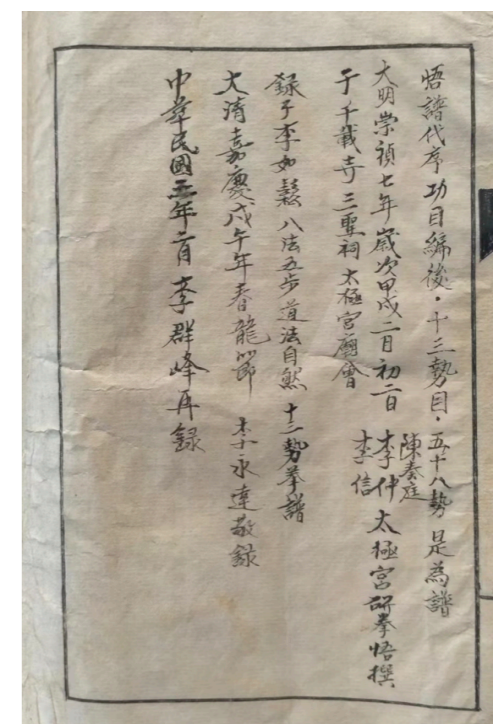 悟譜代序功目編後·十三勢目·五十八勢是為譜
大明崇禎七年歲次甲戌二月初二日 陳奏庭 李仲 李信 太極宮研拳悟撰
于千載寺三聖祠太極宮廟會
錄于李如鬆八法五步道法自然十三勢拳譜
大清嘉慶戊午年春龍節 李永達敬錄
中華民國五年二月李群峰再錄